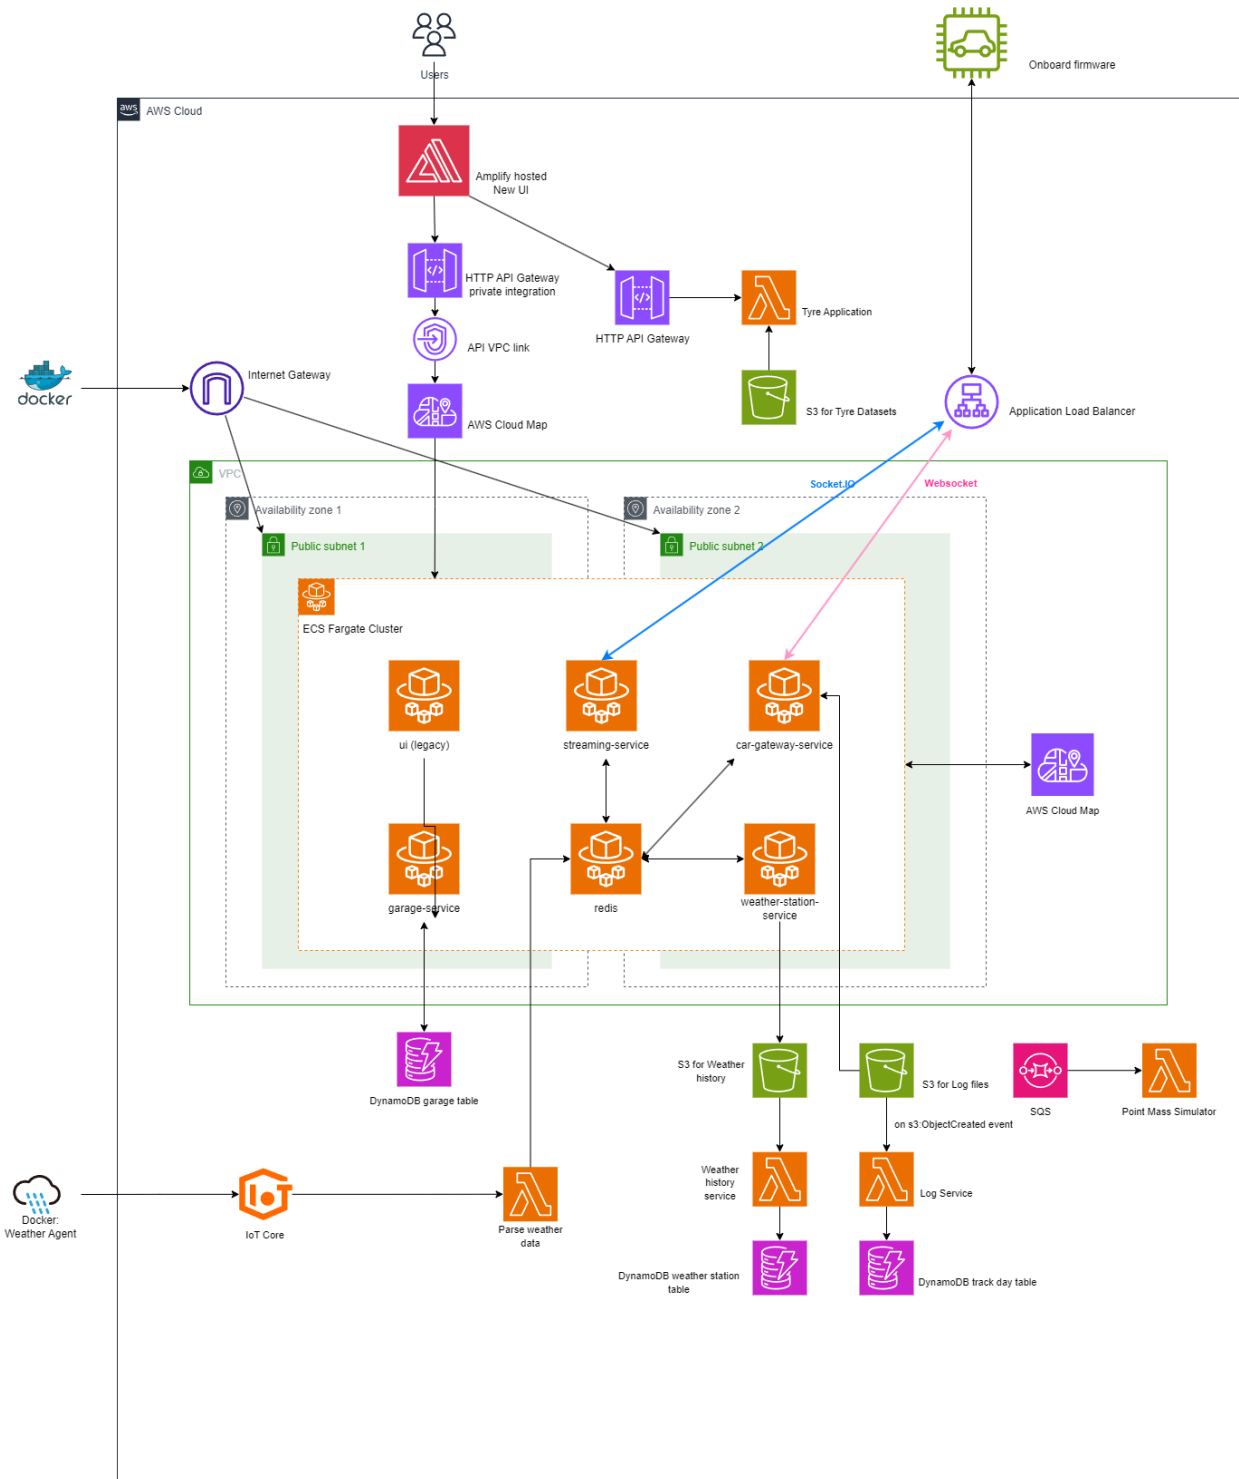 Users
Onboard firmware
aws
AWS Cloud
Amplify hosted
New UI
HTTP API Gateway
private integration
Tyre Application
HTTP API Gateway
API VPC link
docker
Internet Gateway
S3 for Tyre Datasets
Application Load Balancer
AWS Cloud Map
VPC
Socket.IO
Websocket
Availability zone 1
Availability zone 2
Public subnet 1
Public subnet 2
ECS Fargate Cluster
ui (legacy)
streaming-service
car-gateway-service
AWS Cloud Map
garage-service
redis
weather-station-
service
S3 for Weather
history
S3 for Log files
DynamoDB garage table
SQS
Point Mass Simulator
on s3:ObjectCreated event
Weather
history
service
Log Service
Docker:
Weather Agent
IoT
IoT Core
Parse weather
data
DynamoDB weather station
table
DynamoDB track day table